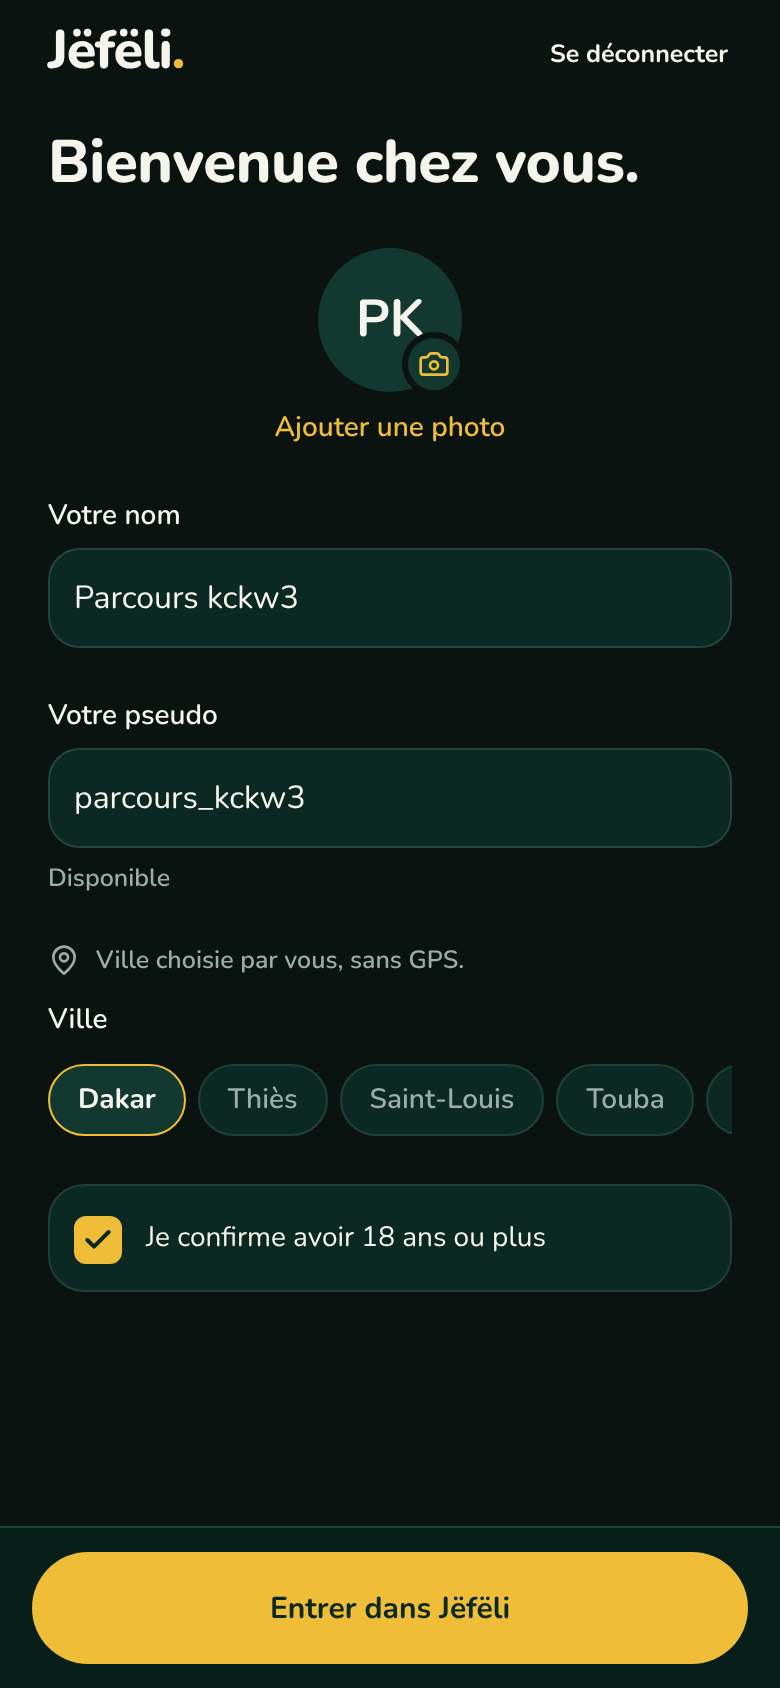 Jëfëli.
Se déconnecter
Bienvenue chez vous.
PK
Ajouter une photo
Votre nom
Parcours kckw3
Votre pseudo
parcours_kckw3
Disponible
Ville choisie par vous, sans GPS.
Ville
Dakar
Thiès
Saint-Louis
Touba
Je confirme avoir 18 ans ou plus
Entrer dans Jëfëli